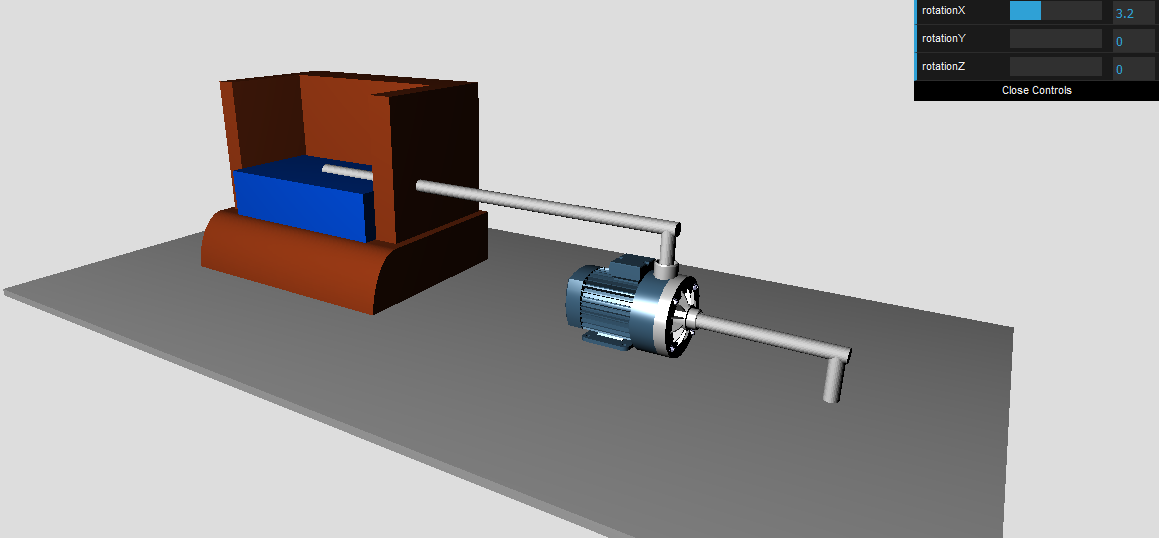 rotationX 3.2
rotationY 0
rotationZ 0
Close Controls